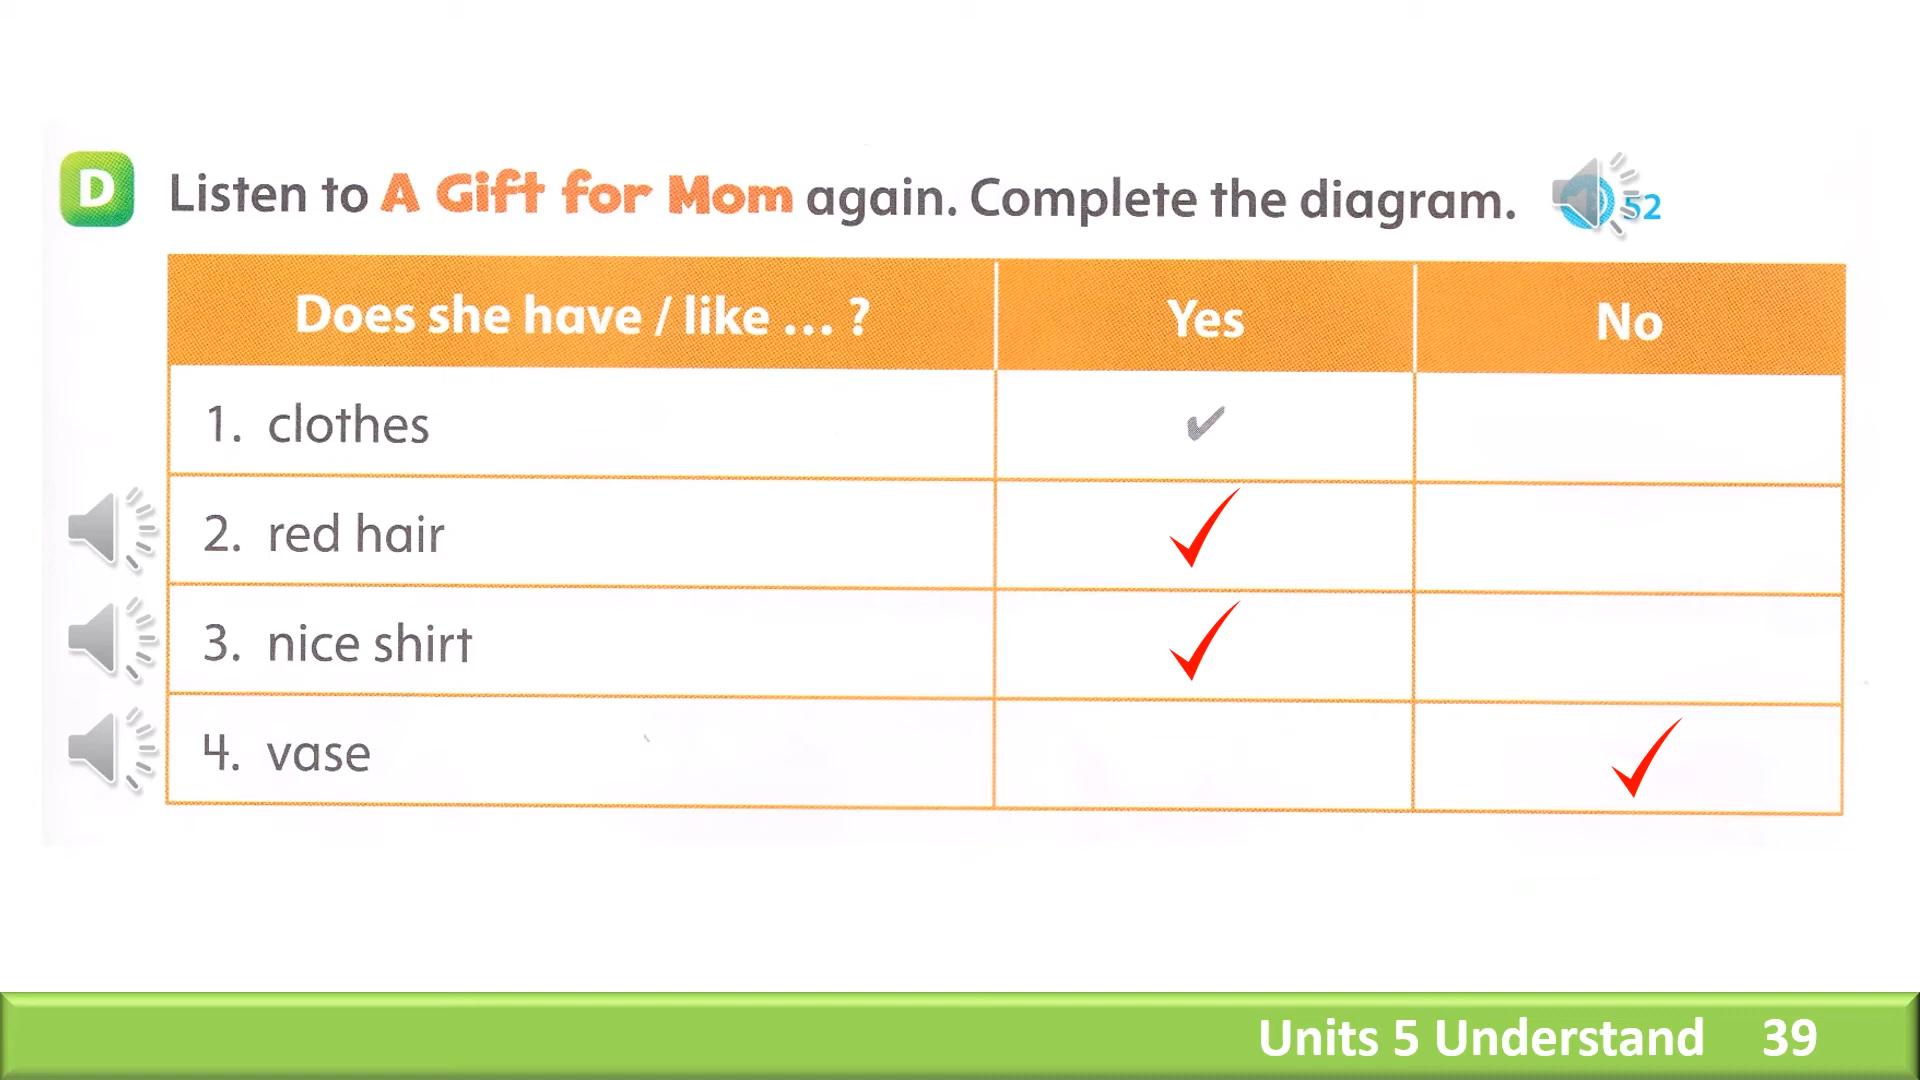 D Listen to A Gift for Mom again. Complete the diagram. 52
Does she have / like ... ? Yes No
1. clothes ✔
2. red hair ✓
3. nice shirt ✓
4. vase ✓
Units 5 Understand 39